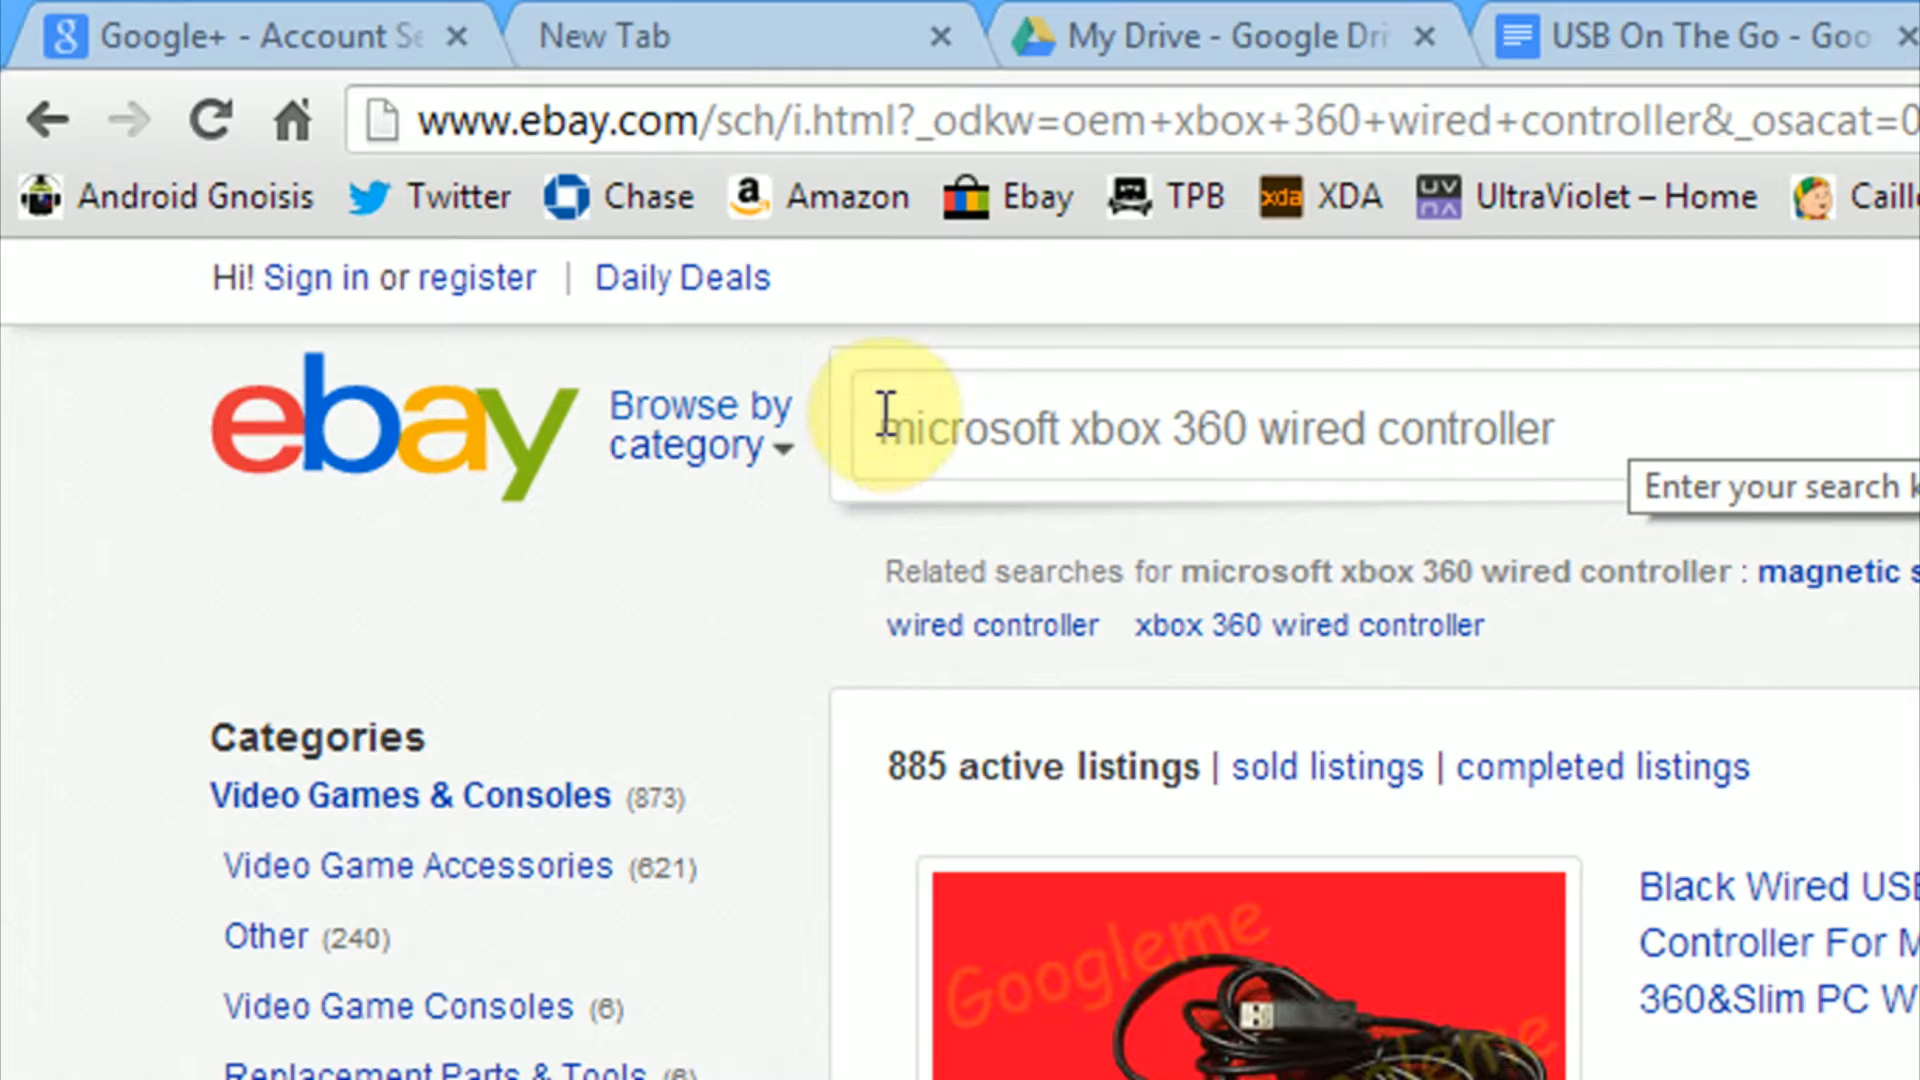 Google+ - Account Se
New Tab
My Drive - Google Dri
USB On The Go - Goo
www.ebay.com/sch/i.html?_odkw=oem+xbox+360+wired+controller&_osacat=0
Android Gnoisis
Twitter
Chase
Amazon
Ebay
TPB
XDA
UltraViolet – Home
Caill
Hi! Sign in or register | Daily Deals
ebay
Browse by
category
microsoft xbox 360 wired controller
Enter your search k
Related searches for microsoft xbox 360 wired controller : magnetic s
wired controller xbox 360 wired controller
Categories
Video Games & Consoles (873)
Video Game Accessories (621)
Other (240)
Video Game Consoles (6)
Replacement Parts & Tools (6)
885 active listings | sold listings | completed listings
Googleme
Black Wired USB
Controller For M
360&Slim PC W